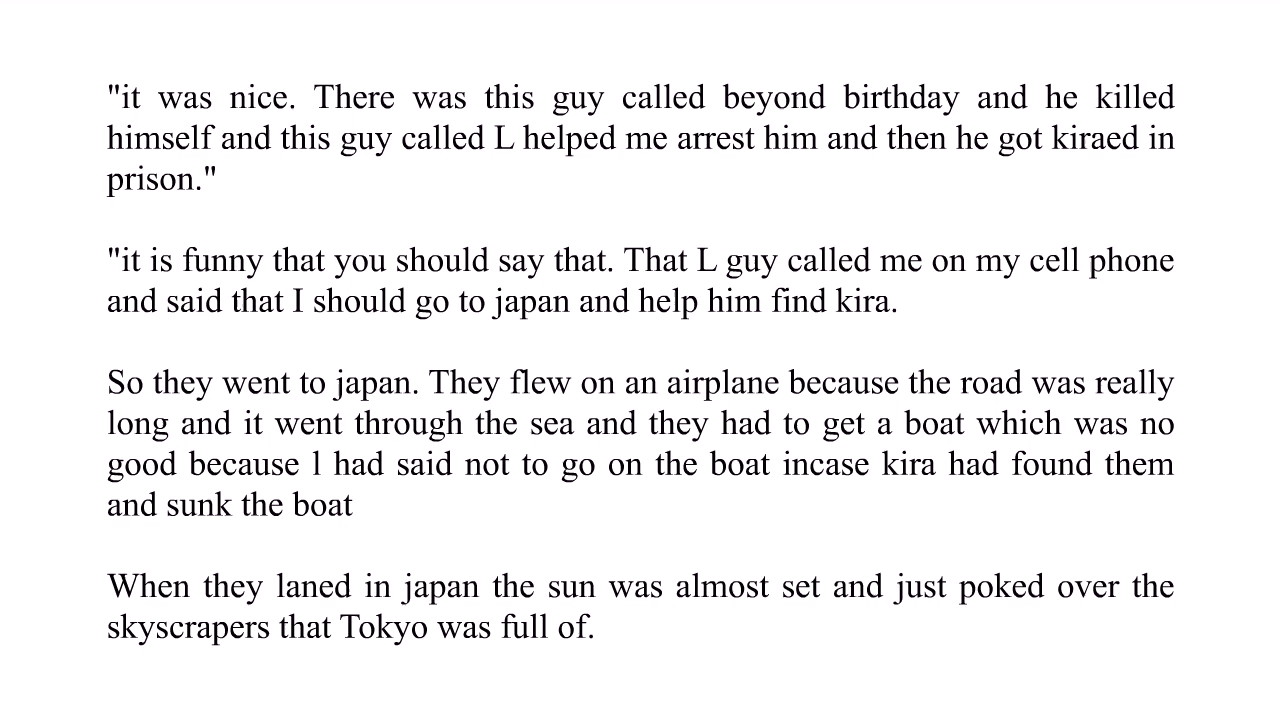 "it was nice. There was this guy called beyond birthday and he killed
himself and this guy called L helped me arrest him and then he got kiraed in
prison."
"it is funny that you should say that. That L guy called me on my cell phone
and said that I should go to japan and help him find kira.
So they went to japan. They flew on an airplane because the road was really
long and it went through the sea and they had to get a boat which was no
good because l had said not to go on the boat incase kira had found them
and sunk the boat
When they laned in japan the sun was almost set and just poked over the
skyscrapers that Tokyo was full of.